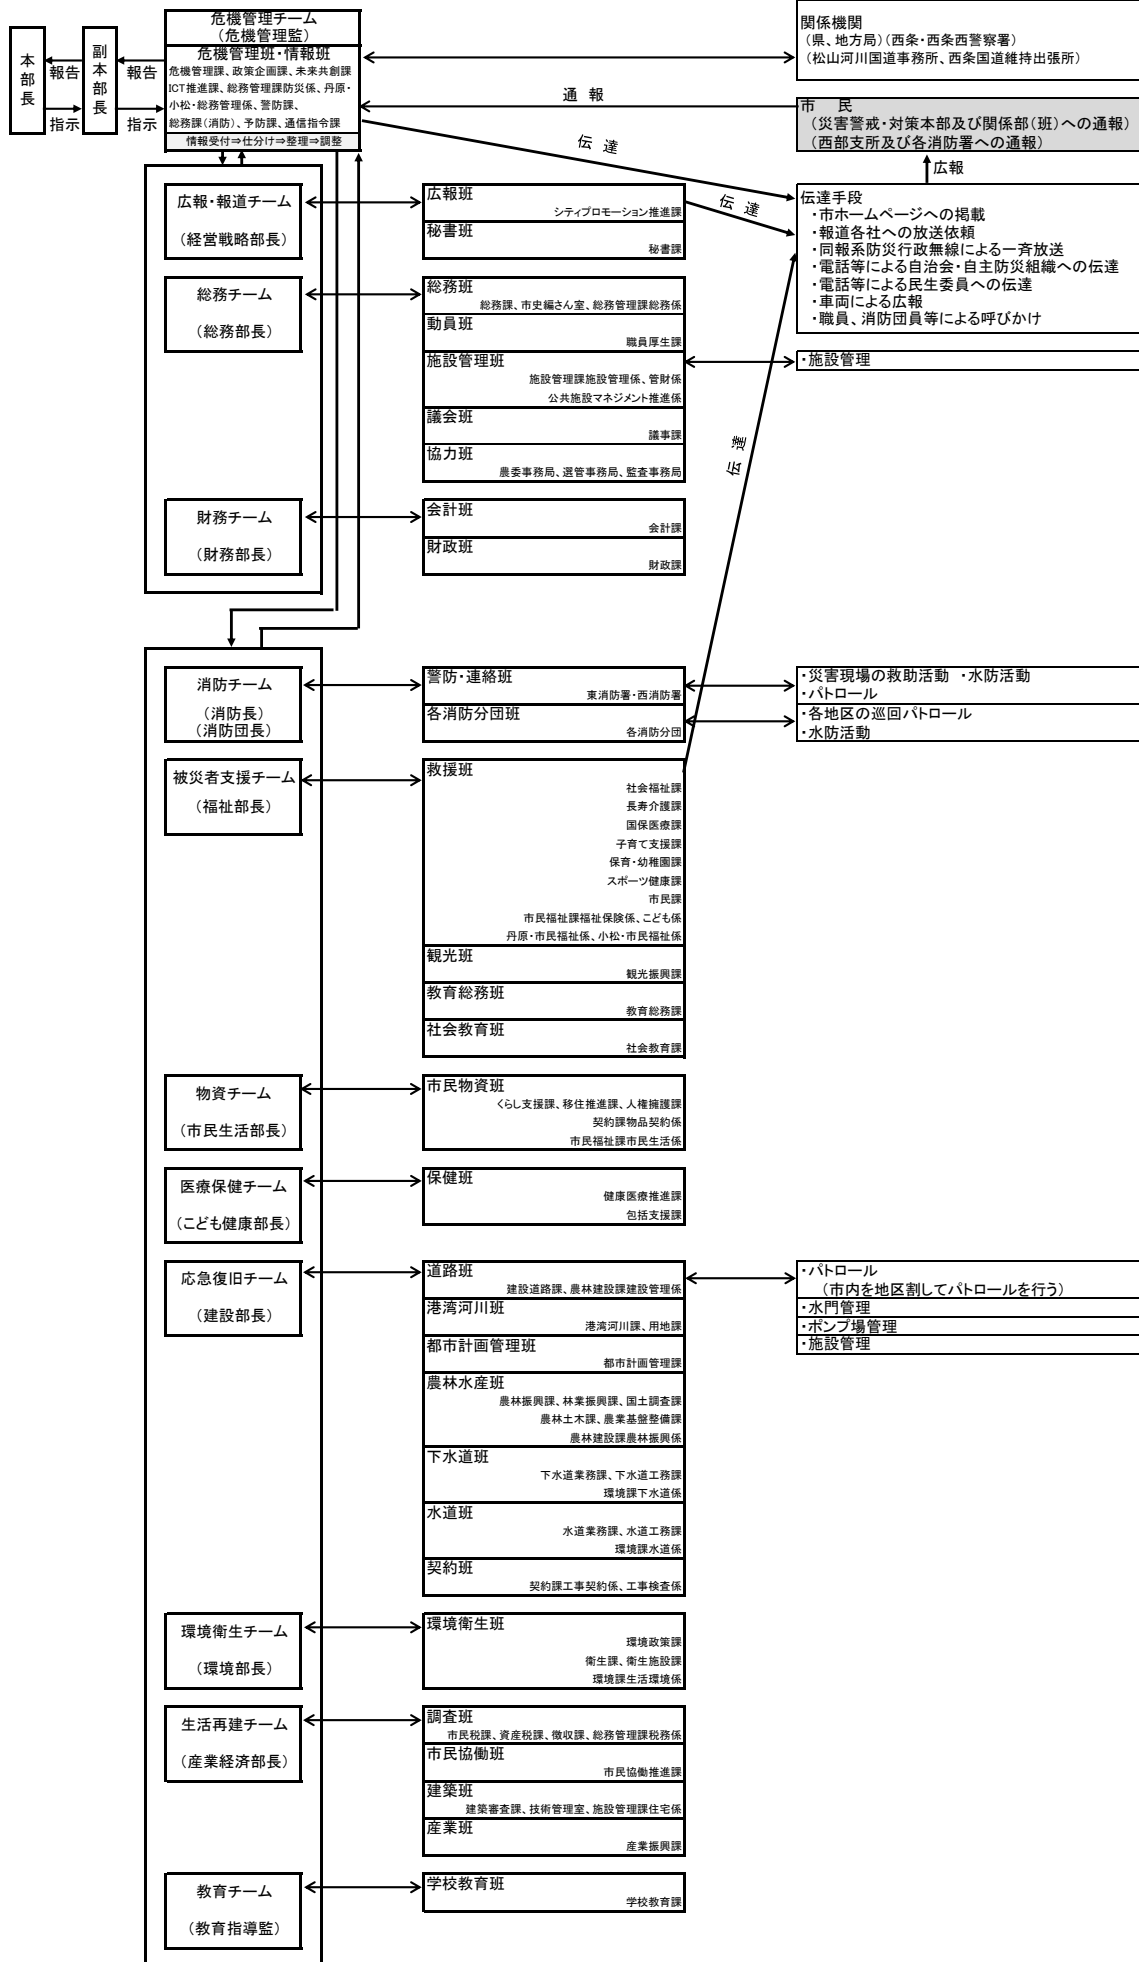 本部長
報告
指示
副本部長
報告
指示
危機管理チーム
(危機管理監)
危機管理班・情報班
危機管理課、政策企画課、未来共創課
ICT推進課、総務管理課防災係、丹原・
小松・総務管理係、警防課、
総務課(消防)、予防課、通信指令課
情報受付⇒仕分け⇒整理⇒調整
関係機関
(県、地方局)(西条・西条西警察署)
(松山河川国道事務所、西条国道維持出張所)
通 報
市 民
(災害警戒・対策本部及び関係部(班)への通報)
(西部支所及び各消防署への通報)
伝 達
広報
伝 達
伝達手段
・市ホームページへの掲載
・報道各社への放送依頼
・同報系防災行政無線による一斉放送
・電話等による自治会・自主防災組織への伝達
・電話等による民生委員への伝達
・車両による広報
・職員、消防団員等による呼びかけ
広報・報道チーム
(経営戦略部長)
広報班
シティプロモーション推進課
秘書班
秘書課
総務チーム
(総務部長)
総務班
総務課、市史編さん室、総務管理課総務係
動員班
職員厚生課
施設管理班
施設管理課施設管理係、管財係
公共施設マネジメント推進係
・施設管理
議会班
議事課
協力班
農委事務局、選管事務局、監査事務局
伝 達
財務チーム
(財務部長)
会計班
会計課
財政班
財政課
消防チーム
(消防長)
(消防団長)
警防・連絡班
東消防署・西消防署
各消防分団班
各消防分団
・災害現場の救助活動 ・水防活動
・パトロール
・各地区の巡回パトロール
・水防活動
被災者支援チーム
(福祉部長)
救援班
社会福祉課
長寿介護課
国保医療課
子育て支援課
保育・幼稚園課
スポーツ健康課
市民課
市民福祉課福祉保険係、こども係
丹原・市民福祉係、小松・市民福祉係
観光班
観光振興課
教育総務班
教育総務課
社会教育班
社会教育課
物資チーム
(市民生活部長)
市民物資班
くらし支援課、移住推進課、人権擁護課
契約課物品契約係
市民福祉課市民生活係
医療保健チーム
(こども健康部長)
保健班
健康医療推進課
包括支援課
応急復旧チーム
(建設部長)
道路班
建設道路課、農林建設課建設管理係
港湾河川班
港湾河川課、用地課
都市計画管理班
都市計画管理課
農林水産班
農林振興課、林業振興課、国土調査課
農林土木課、農業基盤整備課
農林建設課農林振興係
下水道班
下水道業務課、下水道工務課
環境課下水道係
水道班
水道業務課、水道工務課
環境課水道係
契約班
契約課工事契約係、工事検査係
・パトロール
(市内を地区割してパトロールを行う)
・水門管理
・ポンプ場管理
・施設管理
環境衛生チーム
(環境部長)
環境衛生班
環境政策課
衛生課、衛生施設課
環境課生活環境係
生活再建チーム
(産業経済部長)
調査班
市民税課、資産税課、徴収課、総務管理課税務係
市民協働班
市民協働推進課
建築班
建築審査課、技術管理室、施設管理課住宅係
産業班
産業振興課
教育チーム
(教育指導監)
学校教育班
学校教育課